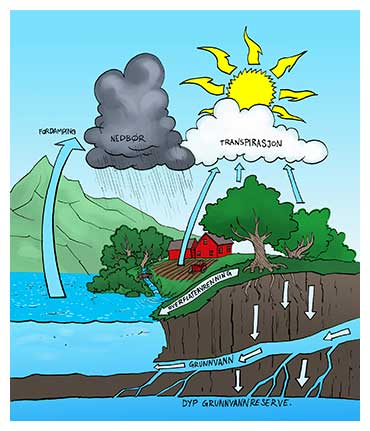 FORDAMPING
NEDBØR
TRANSPIRASJON
OVERFLATEAVRENNING
GRUNNVANN
DYP GRUNNVANNRESERVE.